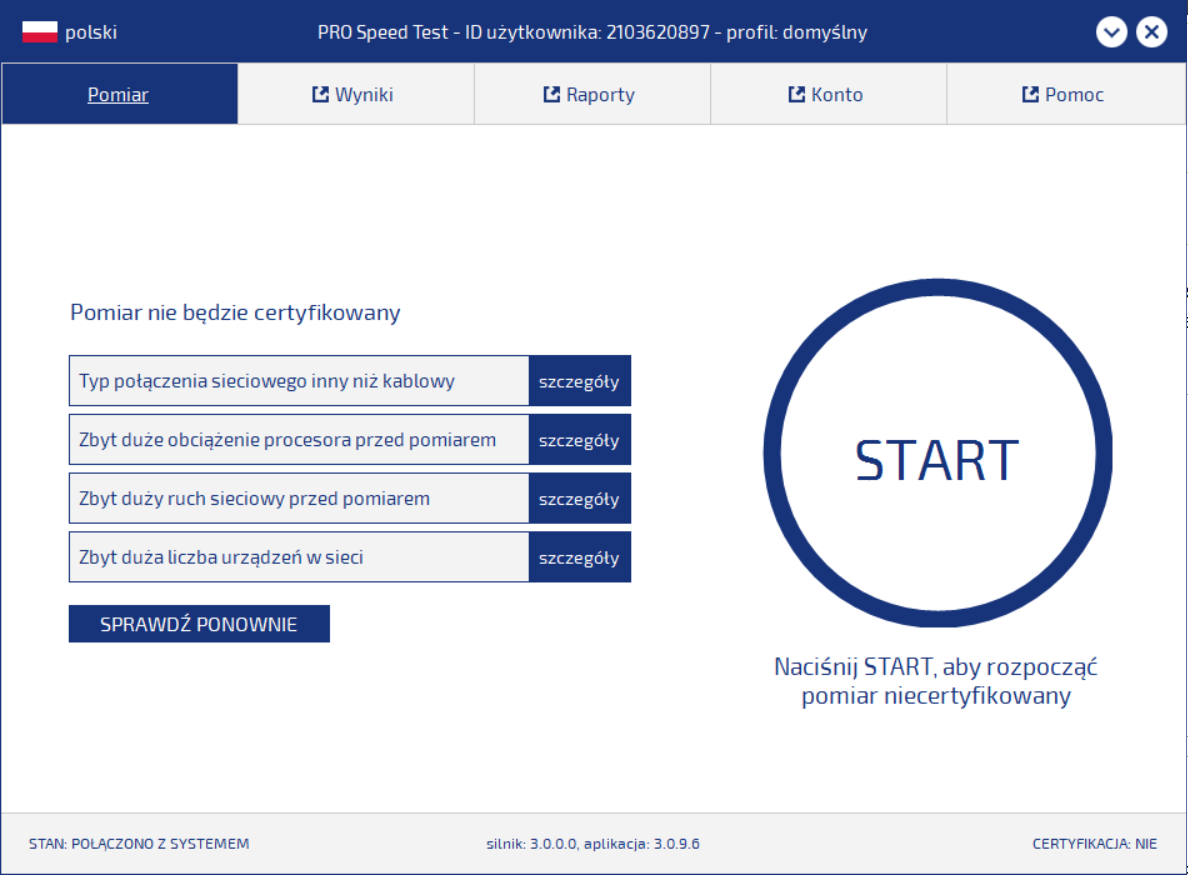 polski
PRO Speed Test - ID użytkownika: 2103620897 - profil: domyślny
Pomiar
Wyniki
Raporty
Konto
Pomoc
Pomiar nie będzie certyfikowany
Typ połączenia sieciowego inny niż kablowy
szczegóły
Zbyt duże obciążenie procesora przed pomiarem
szczegóły
Zbyt duży ruch sieciowy przed pomiarem
szczegóły
Zbyt duża liczba urządzeń w sieci
szczegóły
SPRAWDŹ PONOWNIE
START
Naciśnij START, aby rozpocząć
pomiar niecertyfikowany
STAN: POŁĄCZONO Z SYSTEMEM
silnik: 3.0.0.0, aplikacja: 3.0.9.6
CERTYFIKACJA: NIE